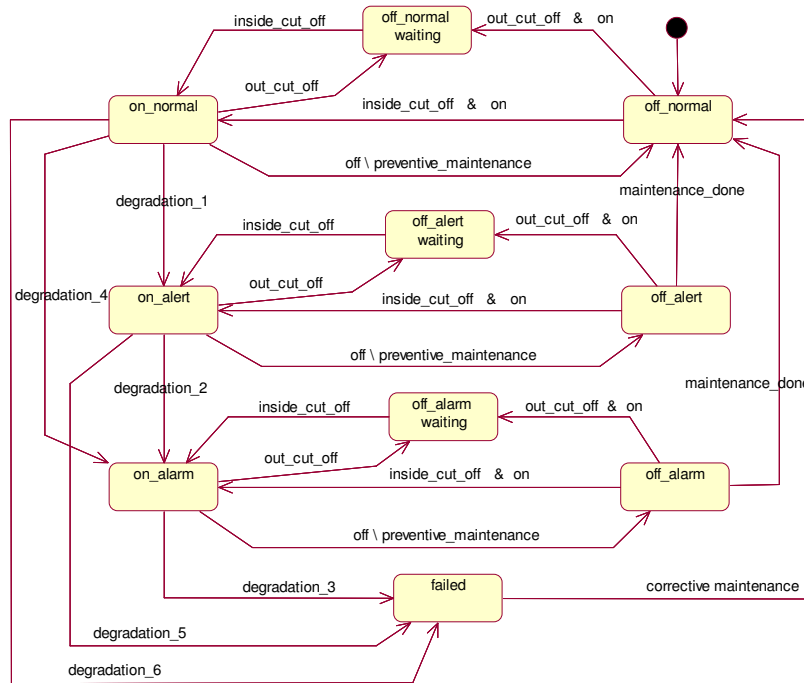 off_normal
waiting
inside_cut_off
out_cut_off & on
on_normal
out_cut_off
inside_cut_off & on
off_normal
off \ preventive_maintenance
degradation_1
maintenance_done
off_alert
waiting
inside_cut_off
out_cut_off & on
out_cut_off
degradation_4
on_alert
inside_cut_off & on
off_alert
off \ preventive_maintenance
degradation_2
maintenance_done
off_alarm
waiting
inside_cut_off
out_cut_off & on
out_cut_off
on_alarm
inside_cut_off & on
off_alarm
off \ preventive_maintenance
degradation_3
failed
corrective maintenance
degradation_5
degradation_6